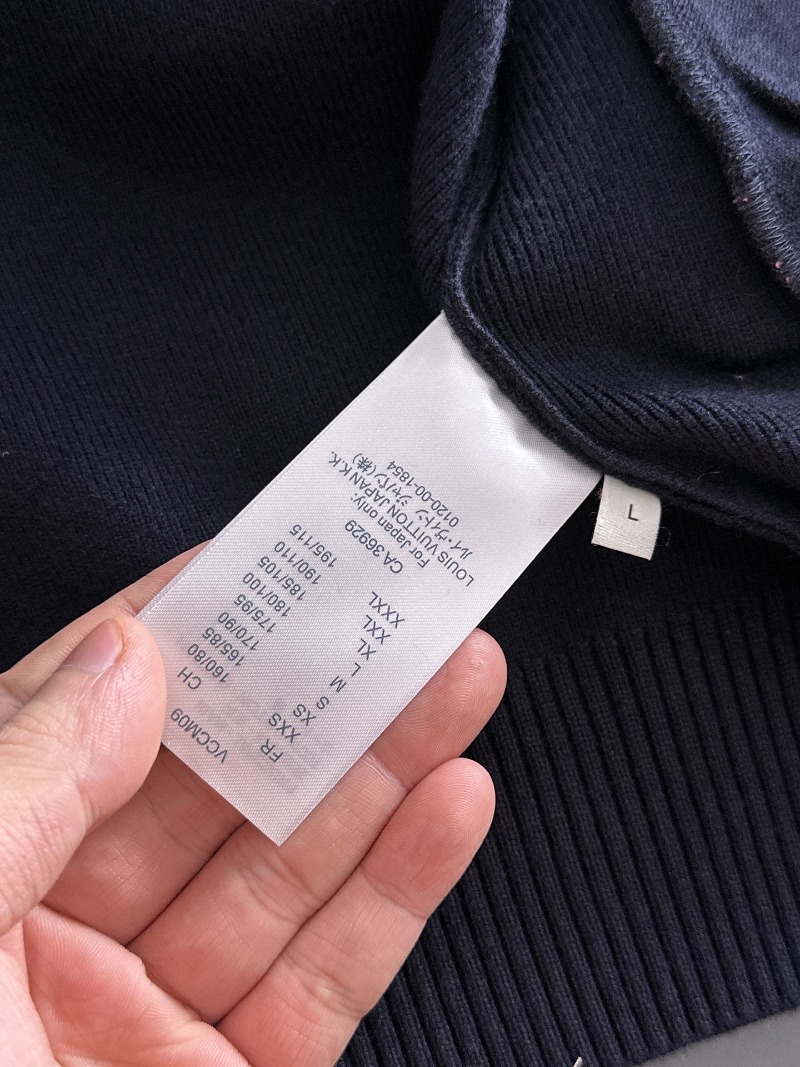 VCCM09
FR CH
XXS 160/80
XS 165/85
S 170/90
M 175/95
L 180/100
XL 185/105
XXL 190/110
XXXL 195/115
CA 36929
For Japan only:
LOUIS VUITTON JAPAN K.K.
ルイ・ヴィトン ジャパン(株)
0120-00-1854
L